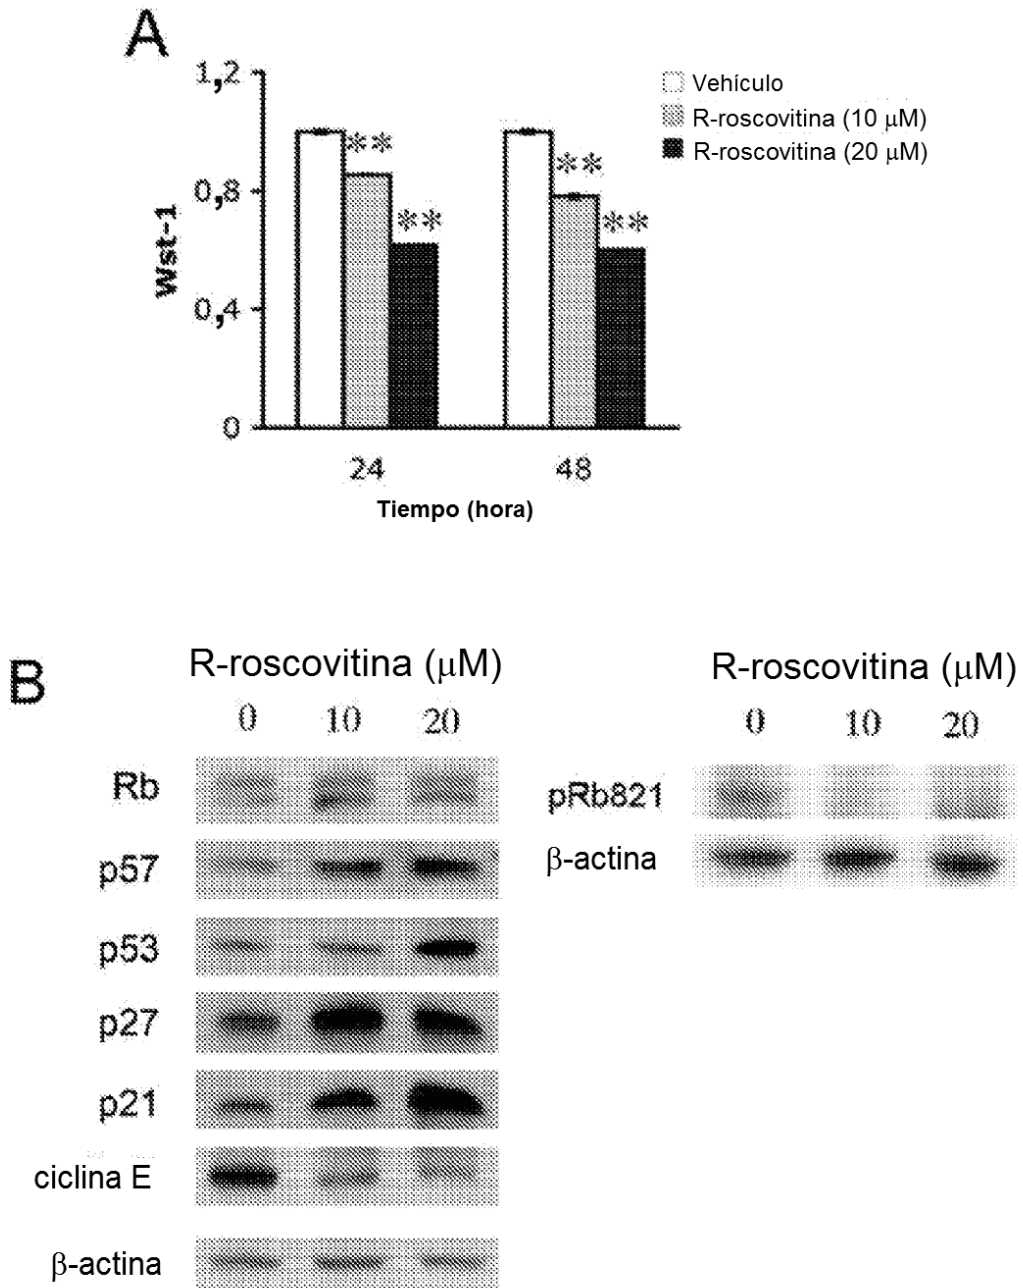 A
1,2
0,8
0,4
0
Wst-1
** **
** **
24 48
Tiempo (hora)
Vehículo
R-roscovitina (10 μM)
R-roscovitina (20 μM)
B
R-roscovitina (μM)
0 10 20
Rb
p57
p53
p27
p21
ciclina E
β-actina
R-roscovitina (μM)
0 10 20
pRb821
β-actina